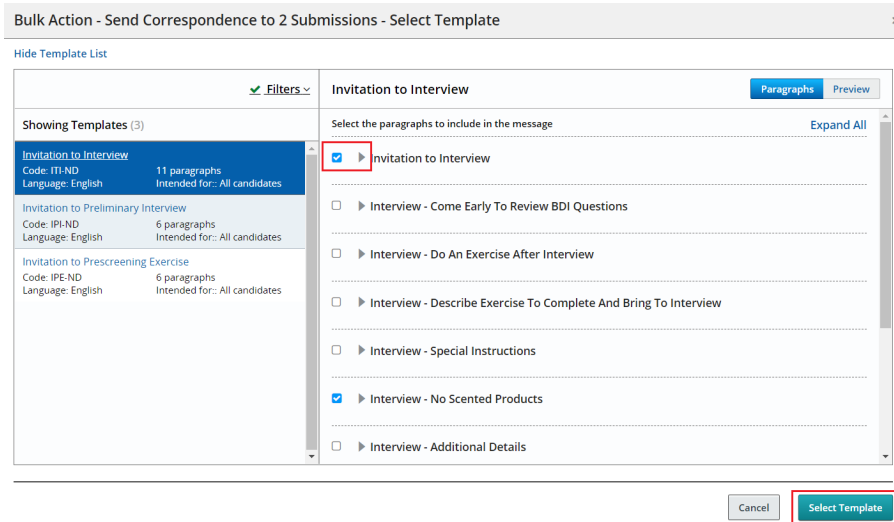 Bulk Action - Send Correspondence to 2 Submissions - Select Template
Hide Template List
Filters
Showing Templates (3)
Invitation to Interview
Code: ITI-ND 11 paragraphs
Language: English Intended for:: All candidates
Invitation to Preliminary Interview
Code: IPI-ND 6 paragraphs
Language: English Intended for:: All candidates
Invitation to Prescreening Exercise
Code: IPE-ND 6 paragraphs
Language: English Intended for:: All candidates
Invitation to Interview Paragraphs Preview
Select the paragraphs to include in the message Expand All
Invitation to Interview
Interview - Come Early To Review BDI Questions
Interview - Do An Exercise After Interview
Interview - Describe Exercise To Complete And Bring To Interview
Interview - Special Instructions
Interview - No Scented Products
Interview - Additional Details
Cancel Select Template